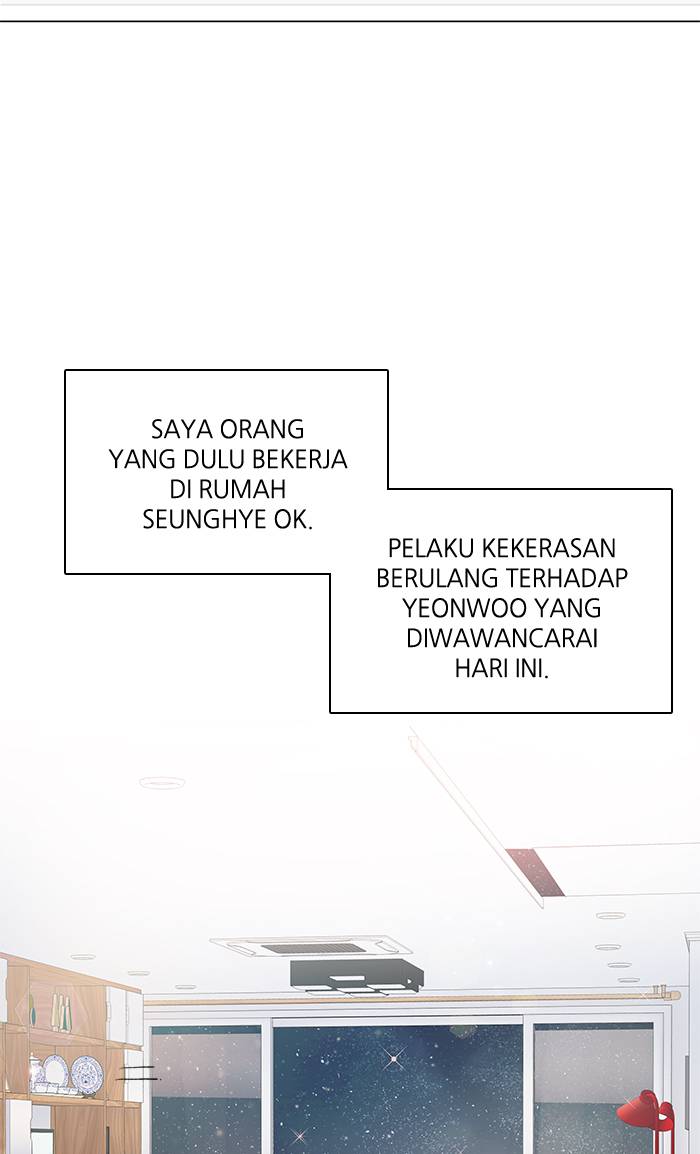 SAYA ORANG
YANG DULU BEKERJA
DI RUMAH
SEUNGHYE OK.
PELAKU KEKERASAN
BERULANG TERHADAP
YEONWOO YANG
DIWAWANCARAI
HARI INI.